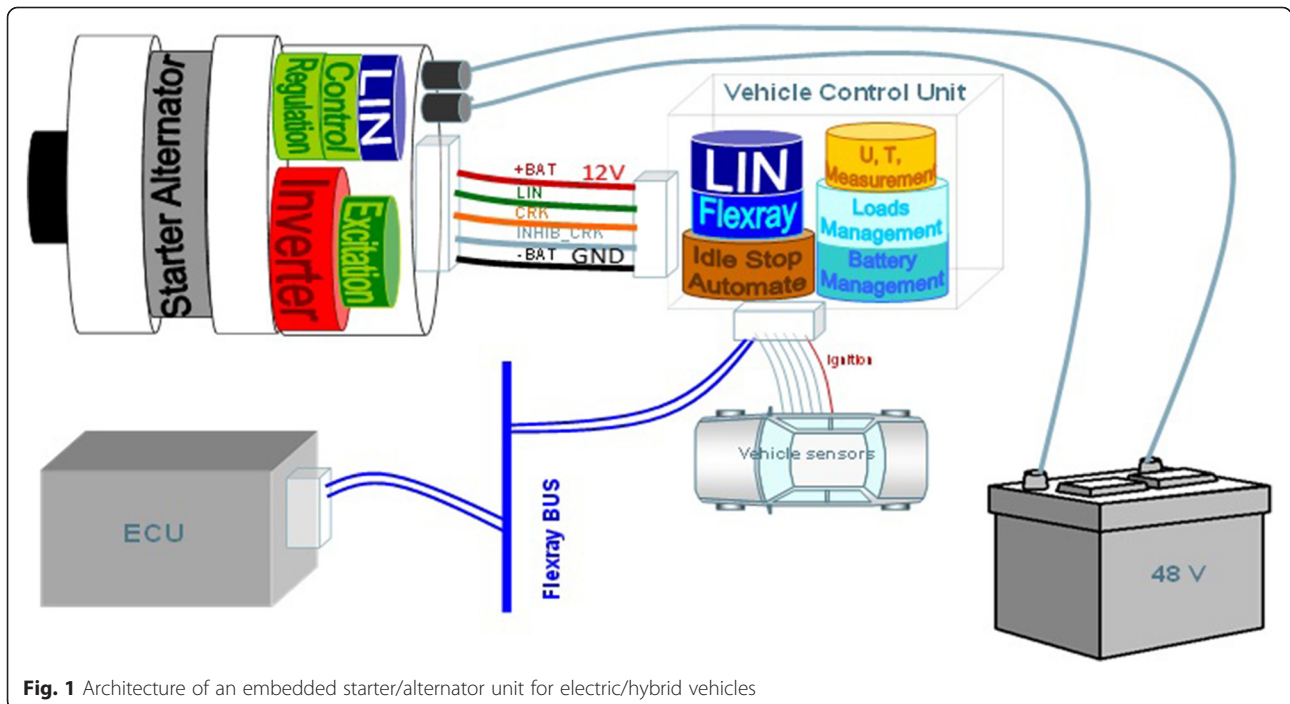 Starter Alternator
Regulation
Control
LIN
Inverter
Excitation
+BAT 12V
LIN
CRK
INHIB_CRK
-BAT GND
Vehicle Control Unit
LIN
Flexray
Idle Stop
Automate
U, T,
Measurement
Loads
Management
Battery
Management
Ignition
Vehicle sensors
ECU
Flexray BUS
48 V
Fig. 1 Architecture of an embedded starter/alternator unit for electric/hybrid vehicles